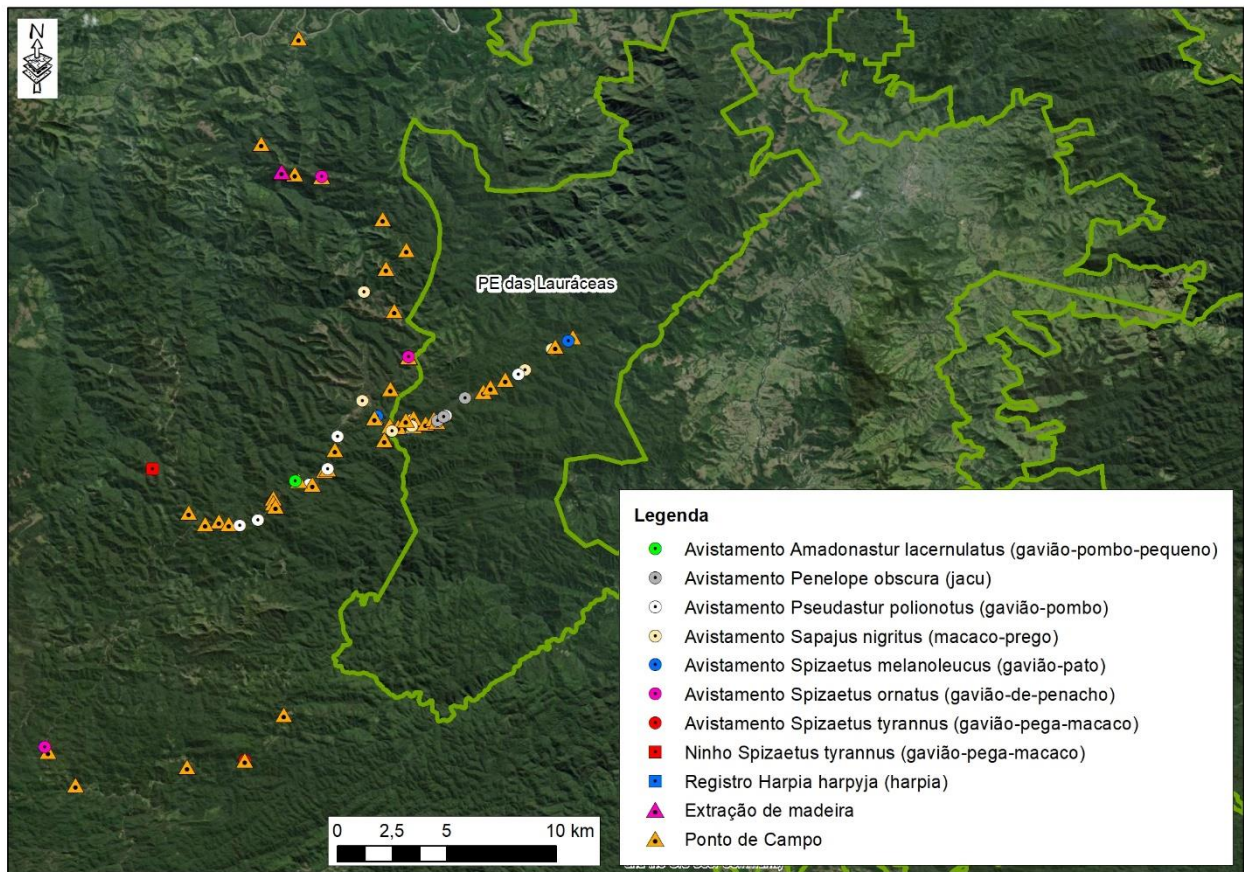 N
PE das Lauráceas
Legenda
Avistamento Amadonastur lacernulatus (gavião-pombo-pequeno)
Avistamento Penelope obscura (jacu)
Avistamento Pseudastur polionotus (gavião-pombo)
Avistamento Sapajus nigritus (macaco-prego)
Avistamento Spizaetus melanoleucus (gavião-pato)
Avistamento Spizaetus ornatus (gavião-de-penacho)
Avistamento Spizaetus tyrannus (gavião-pega-macaco)
Ninho Spizaetus tyrannus (gavião-pega-macaco)
Registro Harpia harpyja (harpia)
Extração de madeira
Ponto de Campo
0 2,5 5 10 km